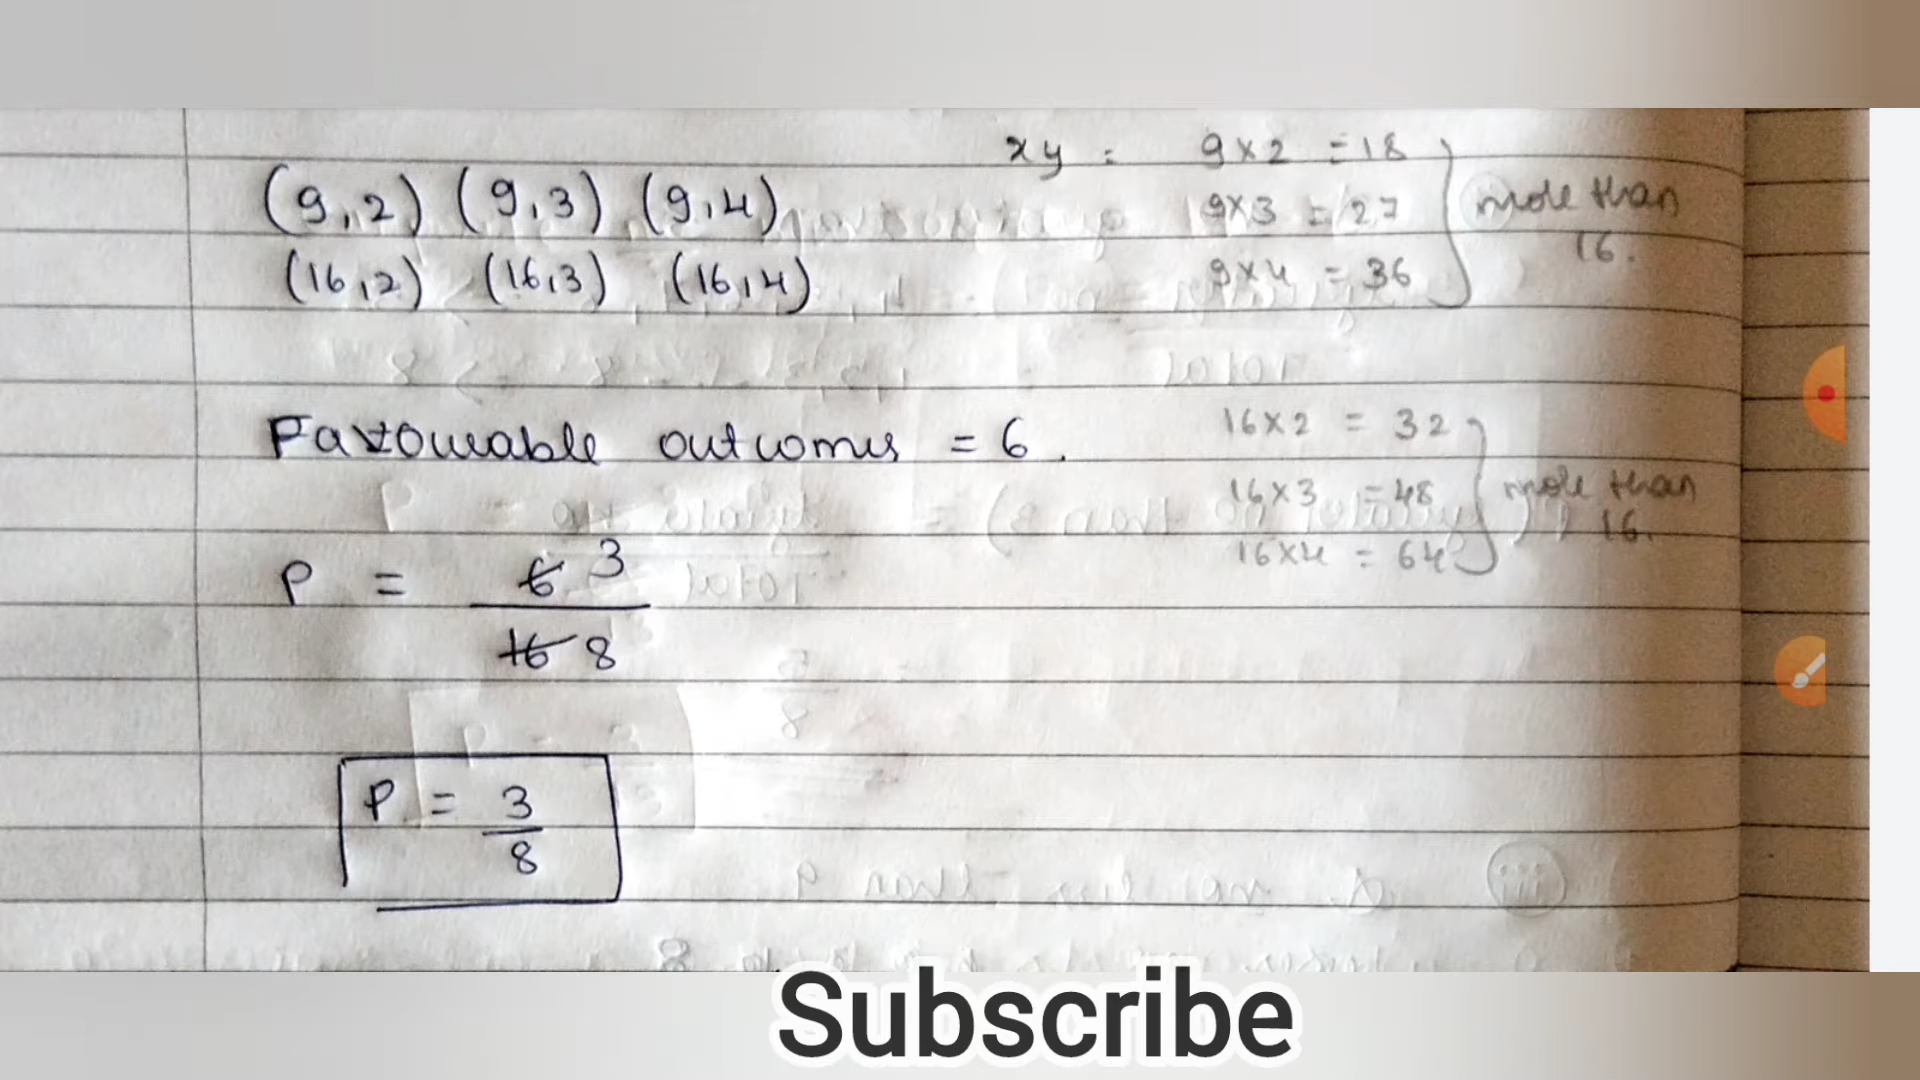 (9,2) (9,3) (9,4)
(16,2) (16,3) (16,4)
xy = 9×2 = 18
9×3 = 27
9×4 = 36
more than
16.
Favourable outcomes = 6.
16×2 = 32
16×3 = 48
16×4 = 64
more than
16.
P = 6 3
16 8
P = 3
8
Subscribe